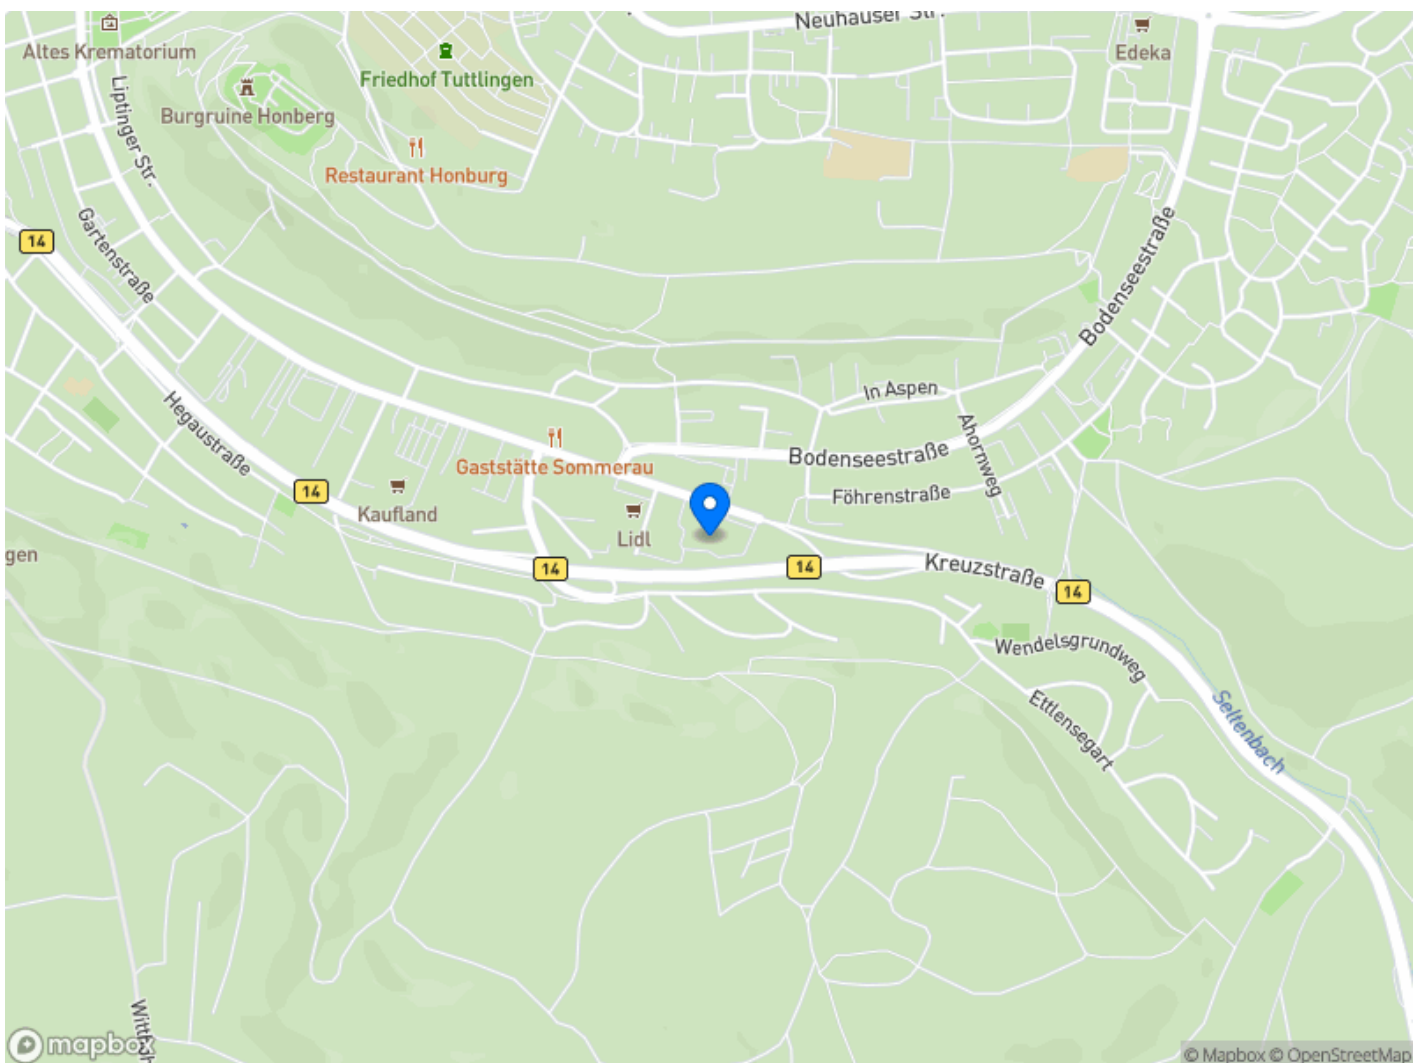 Neuhauser Str.
Altes Krematorium
Edeka
Friedhof Tuttlingen
Burgruine Honberg
Liptinger Str.
Restaurant Honburg
14
Gartenstraße
Bodenseestraße
In Aspen
Hegaustraße
Ahornweg
Gaststätte Sommerau
Bodenseestraße
14
Kaufland
Föhrenstraße
Lidl
gen
14
14
Kreuzstraße
14
Wendelsgrundweg
Ettlensegart
Seltenbach
Witthoh
mapbox
© Mapbox © OpenStreetMap